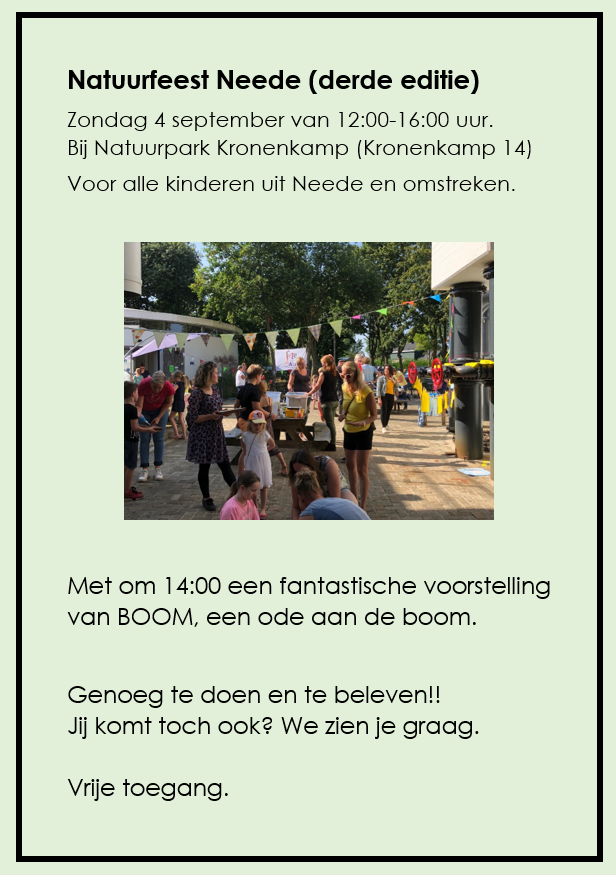 Natuurfeest Neede (derde editie)
Zondag 4 september van 12:00-16:00 uur.
Bij Natuurpark Kronenkamp (Kronenkamp 14)
Voor alle kinderen uit Neede en omstreken.
Met om 14:00 een fantastische voorstelling
van BOOM, een ode aan de boom.
Genoeg te doen en te beleven!!
Jij komt toch ook? We zien je graag.
Vrije toegang.